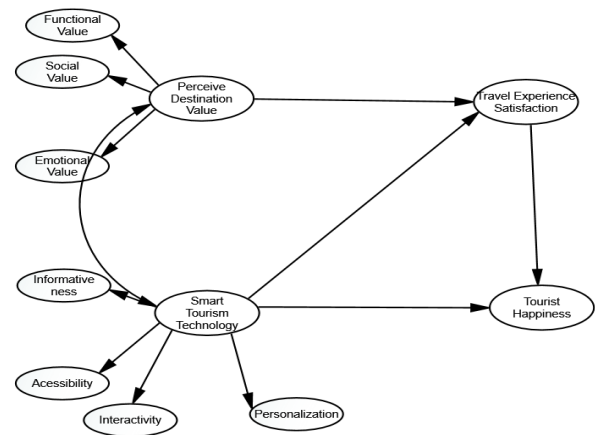 Functional
Value
Social
Value
Perceive
Destination
Value
Travel Experience
Satisfaction
Emotional
Value
Informative
ness
Smart
Tourism
Technology
Tourist
Happiness
Acessibility
Interactivity
Personalization